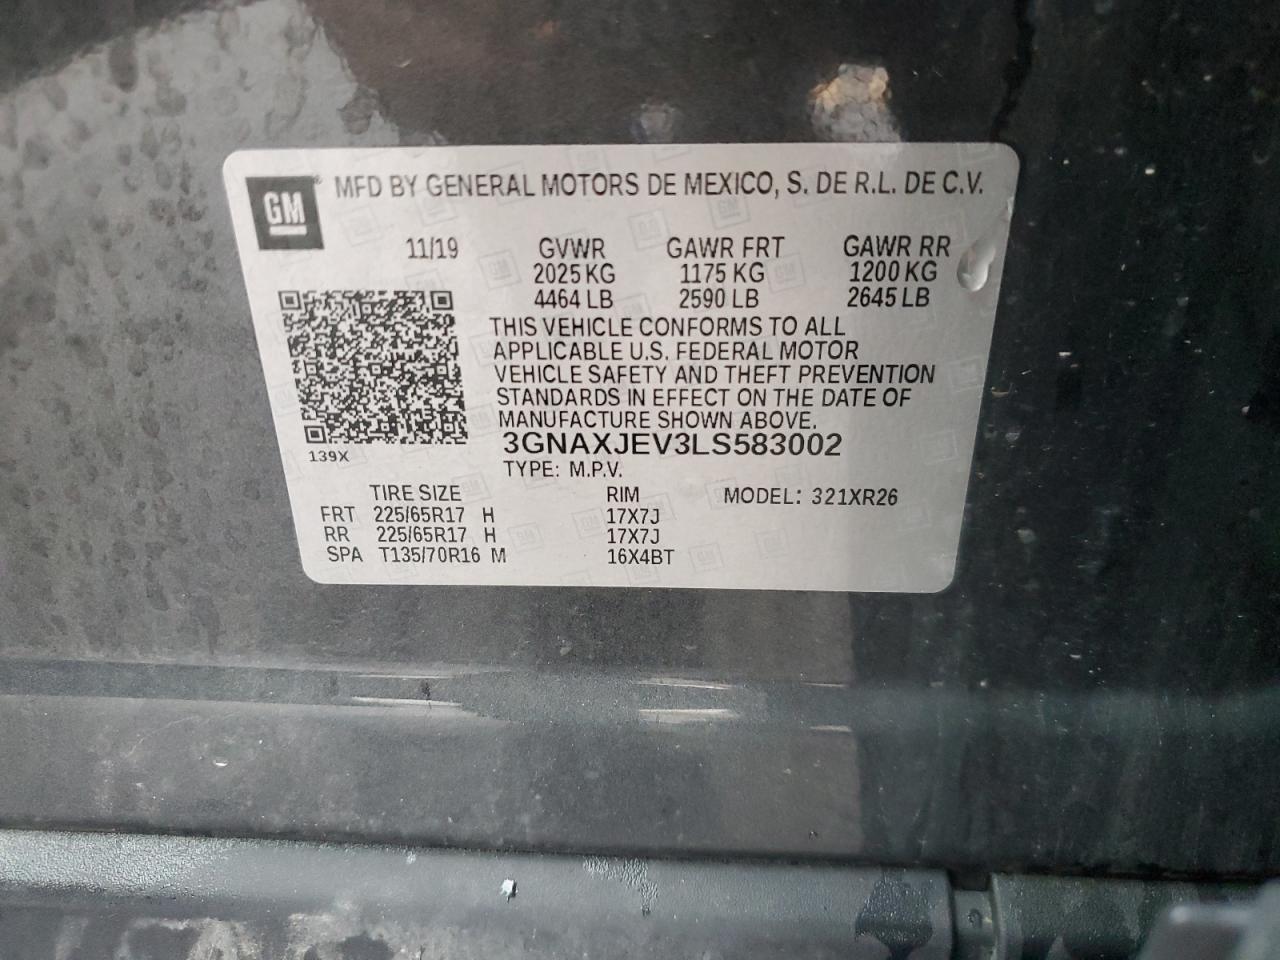 GM® MFD BY GENERAL MOTORS DE MEXICO, S. DE R.L. DE C.V.
11/19 GVWR GAWR FRT GAWR RR
2025 KG 1175 KG 1200 KG
4464 LB 2590 LB 2645 LB
THIS VEHICLE CONFORMS TO ALL
APPLICABLE U.S. FEDERAL MOTOR
VEHICLE SAFETY AND THEFT PREVENTION
STANDARDS IN EFFECT ON THE DATE OF
MANUFACTURE SHOWN ABOVE.
3GNAXJEV3LS583002
139X
TYPE: M.P.V.
TIRE SIZE RIM MODEL: 321XR26
FRT 225/65R17 H 17X7J
RR 225/65R17 H 17X7J
SPA T135/70R16 M 16X4BT